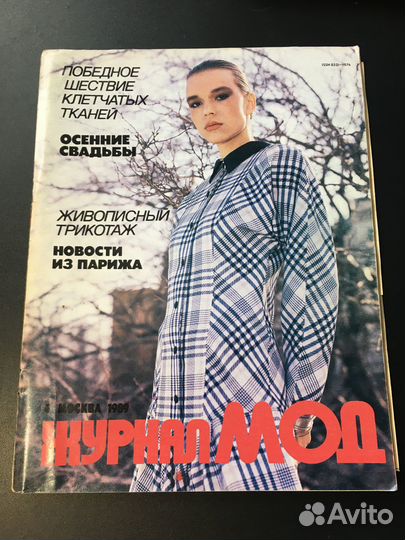 ПОБЕДНОЕ
ШЕСТВИЕ
КЛЕТЧАТЫХ
ТКАНЕЙ
ОСЕННИЕ
СВАДЬБЫ
ЖИВОПИСНЫЙ
ТРИКОТАЖ
НОВОСТИ
ИЗ ПАРИЖА
МОСКВА 1989
ЖУРНАЛ МОД
Avito